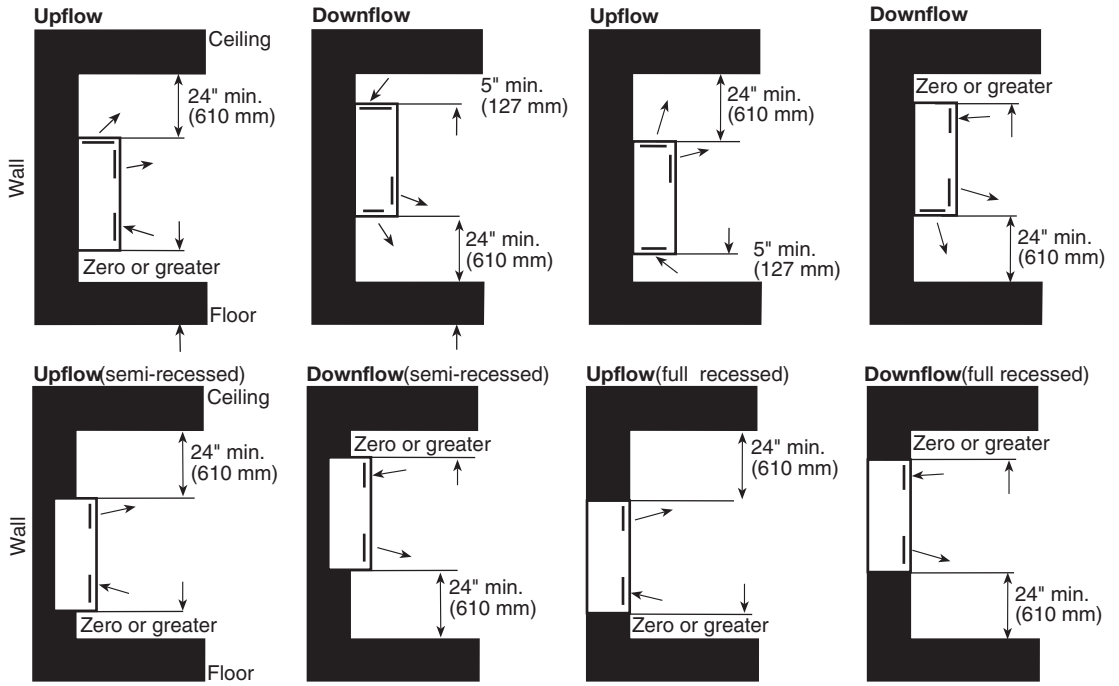 Upflow
Ceiling
24" min.
(610 mm)
Wall
Zero or greater
Floor
Downflow
5" min.
(127 mm)
24" min.
(610 mm)
Upflow
24" min.
(610 mm)
5" min.
(127 mm)
Downflow
Zero or greater
24" min.
(610 mm)
Upflow(semi-recessed)
Ceiling
24" min.
(610 mm)
Wall
Zero or greater
Floor
Downflow(semi-recessed)
Zero or greater
24" min.
(610 mm)
Upflow(full recessed)
24" min.
(610 mm)
Zero or greater
Downflow(full recessed)
Zero or greater
24" min.
(610 mm)